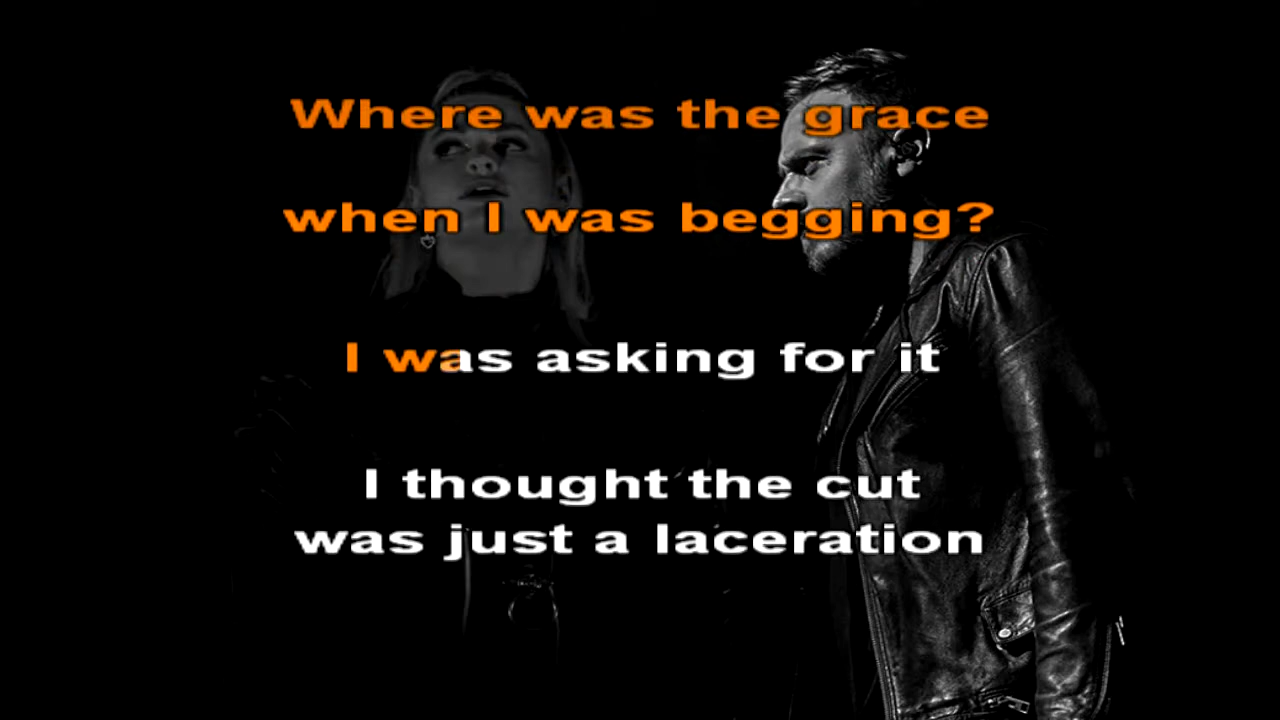 Where was the grace
when I was begging?
I was asking for it
I thought the cut
was just a laceration